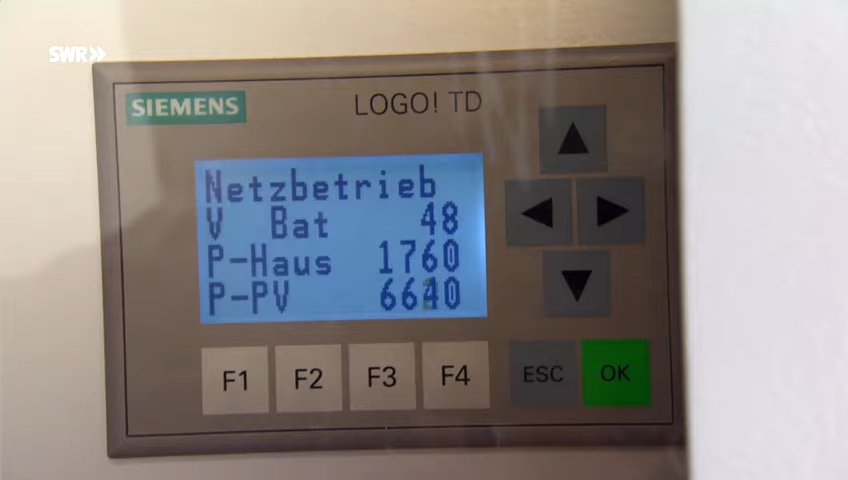 SWR»
SIEMENS
LOGO! TD
Netzbetrieb
V Bat 48
P-Haus 1760
P-PV 6640
F1 F2 F3 F4 ESC OK